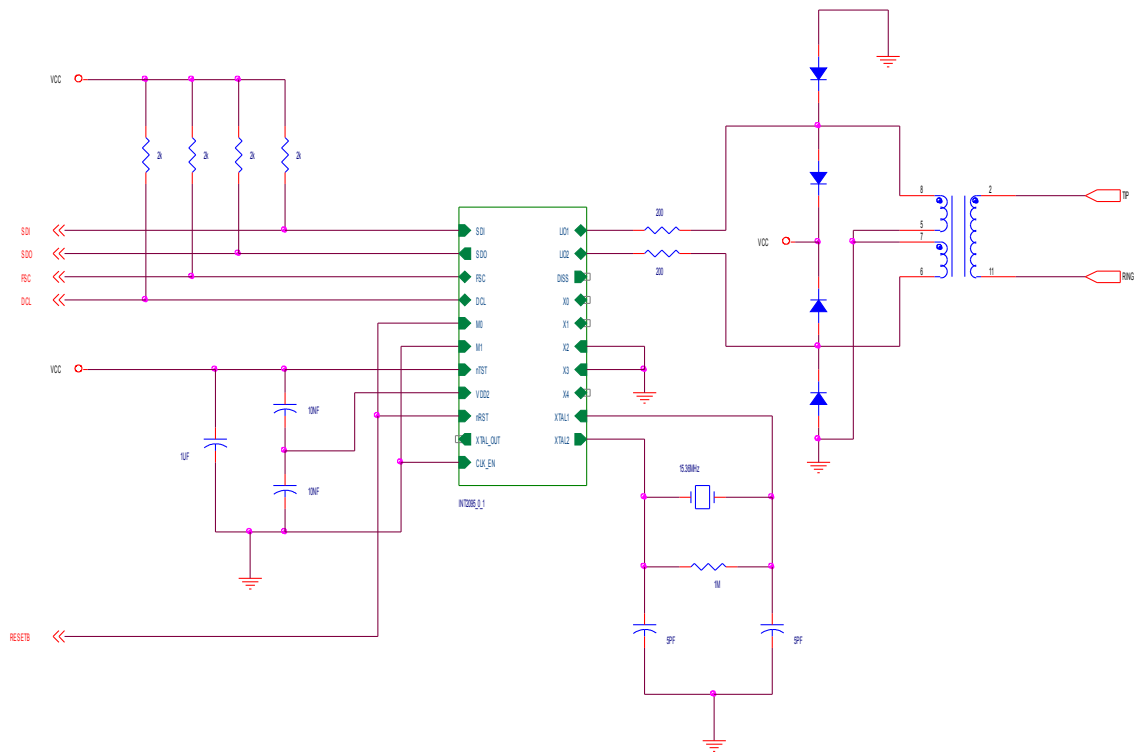 VCC
2k
2k
2k
2k
SDI
SDO
FSC
DCL
VCC
10NF
1UF
10NF
RESETB
SDI
SDO
FSC
DCL
M0
M1
nTST
VDD2
nRST
XTAL_OUT
CLK_EN
LIO1
LIO2
DISS
X0
X1
X2
X3
X4
XTAL1
XTAL2
INT2085_0_1
200
200
VCC
8
5
7
6
2
11
TIP
RING
15.36MHz
1M
5PF
5PF